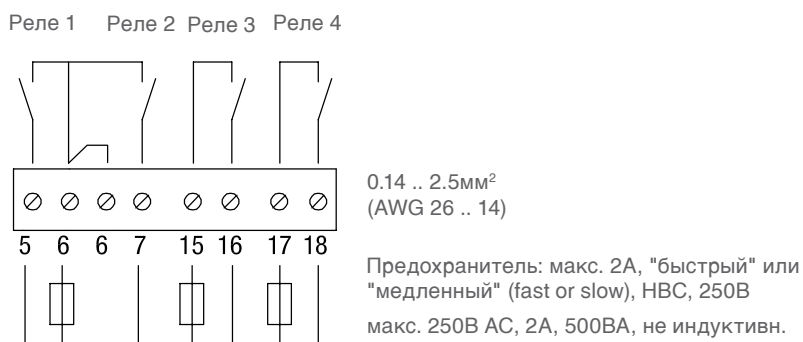 Реле 1 Реле 2 Реле 3 Реле 4
0.14 .. 2.5мм²
(AWG 26 .. 14)
5 6 6 7 15 16 17 18
Предохранитель: макс. 2А, "быстрый" или
"медленный" (fast or slow), HBC, 250В
макс. 250В AC, 2А, 500ВА, не индуктивн.